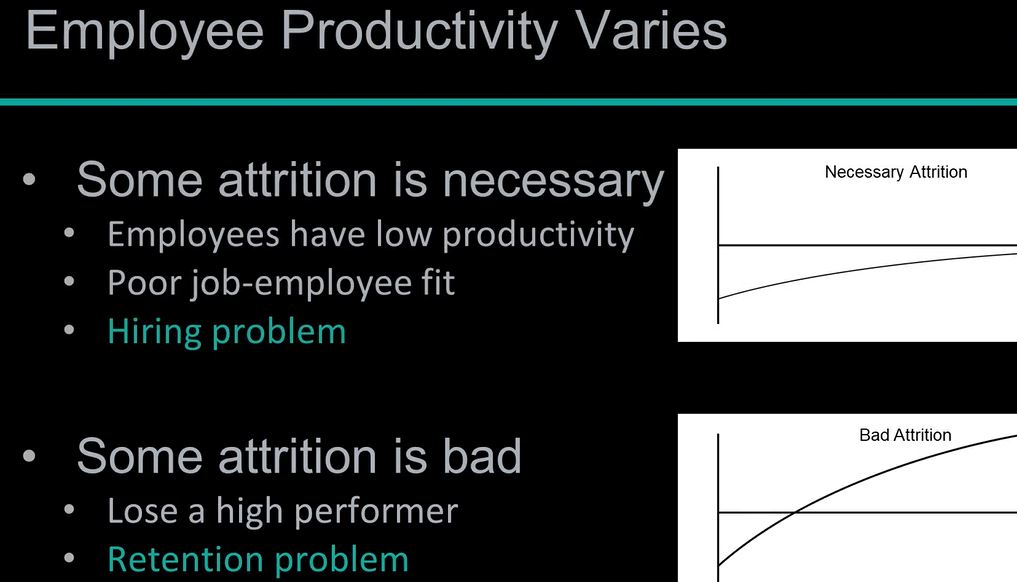 Employee Productivity Varies
• Some attrition is necessary
• Employees have low productivity
• Poor job-employee fit
• Hiring problem
Necessary Attrition
• Some attrition is bad
• Lose a high performer
• Retention problem
Bad Attrition